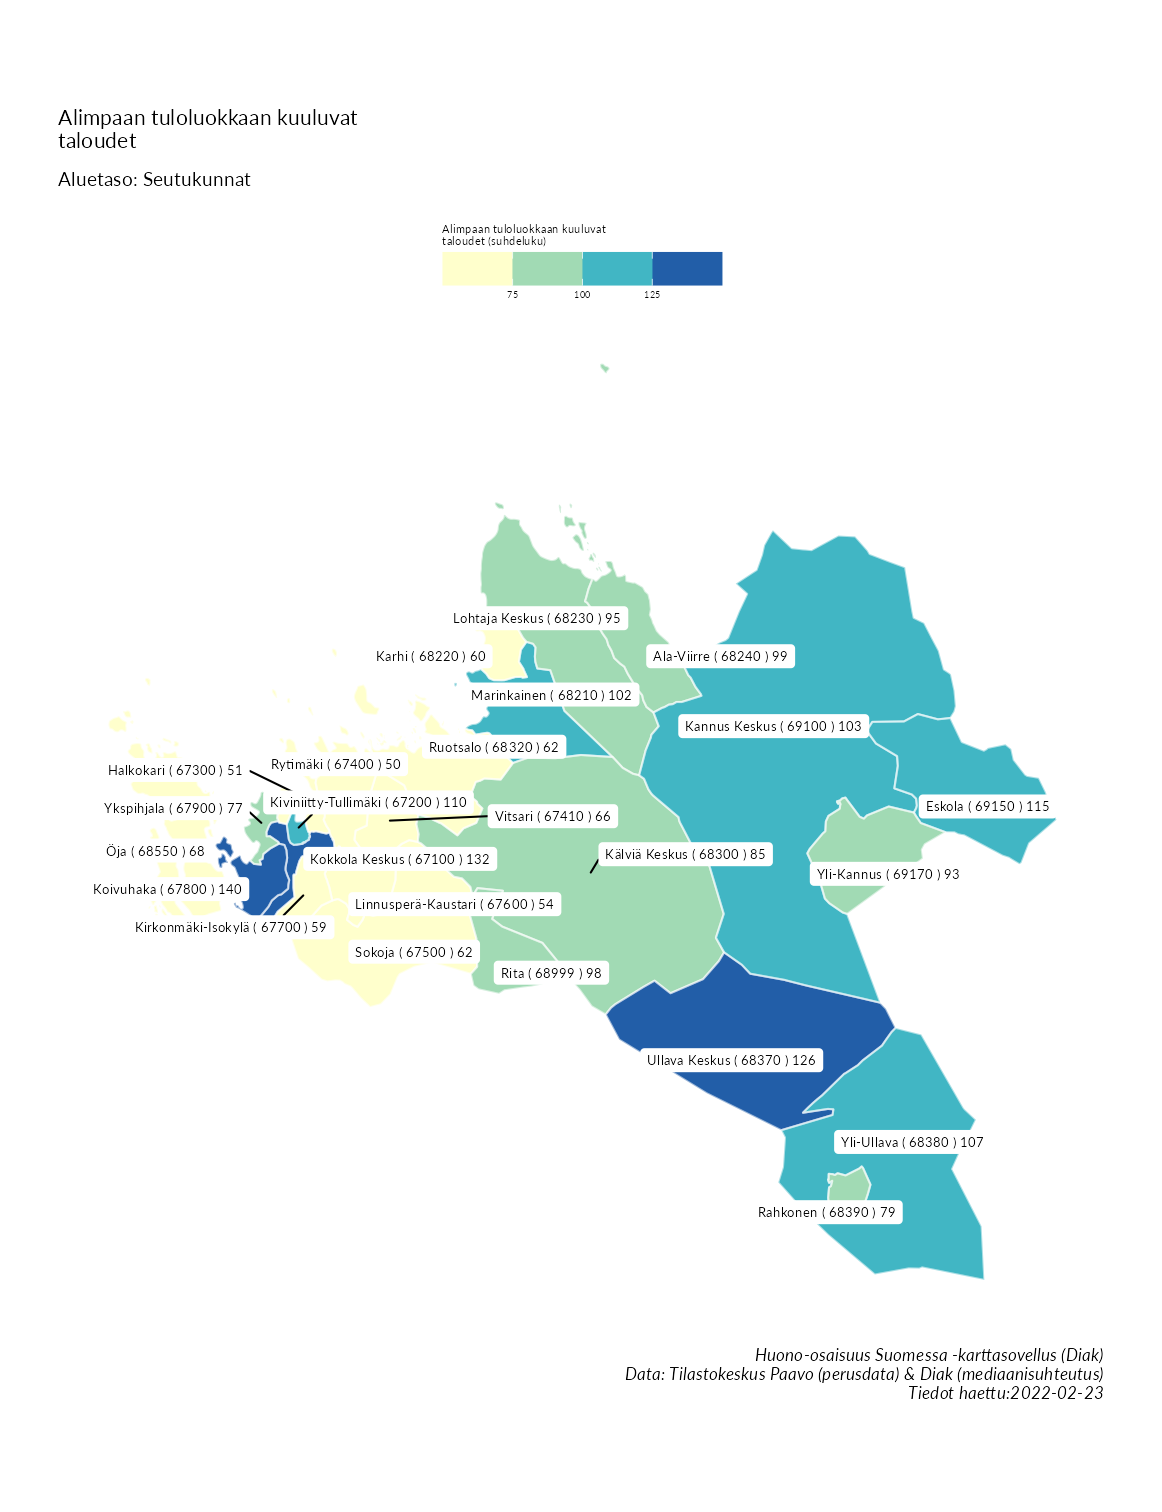 Alimpaan tuloluokkaan kuuluvat
taloudet
Aluetaso: Seutukunnat
Alimpaan tuloluokkaan kuuluvat
taloudet (suhdeluku)
75 100 125
Lohtaja Keskus ( 68230 ) 95
Karhi ( 68220 ) 60
Ala-Viirre ( 68240 ) 99
Marinkainen ( 68210 ) 102
Kannus Keskus ( 69100 ) 103
Ruotsalo ( 68320 ) 62
Rytimäki ( 67400 ) 50
Halkokari ( 67300 ) 51
Kiviniitty-Tullimäki ( 67200 ) 110
Yksipihjala ( 67900 ) 77
Eskola ( 69150 ) 115
Vitsari ( 67410 ) 66
Öja ( 68550 ) 68
Kälviä Keskus ( 68300 ) 85
Kokkola Keskus ( 67100 ) 132
Yli-Kannus ( 69170 ) 93
Koivuhaka ( 67800 ) 140
Linnusperä-Kaustari ( 67600 ) 54
Kirkonmäki-Isokylä ( 67700 ) 59
Sokoja ( 67500 ) 62
Rita ( 68999 ) 98
Ullava Keskus ( 68370 ) 126
Yli-Ullava ( 68380 ) 107
Rahkonen ( 68390 ) 79
Huono-osaisuus Suomessa -karttasovellus (Diak)
Data: Tilastokeskus Paavo (perusdata) & Diak (mediaanisuhteutus)
Tiedot haettu:2022-02-23